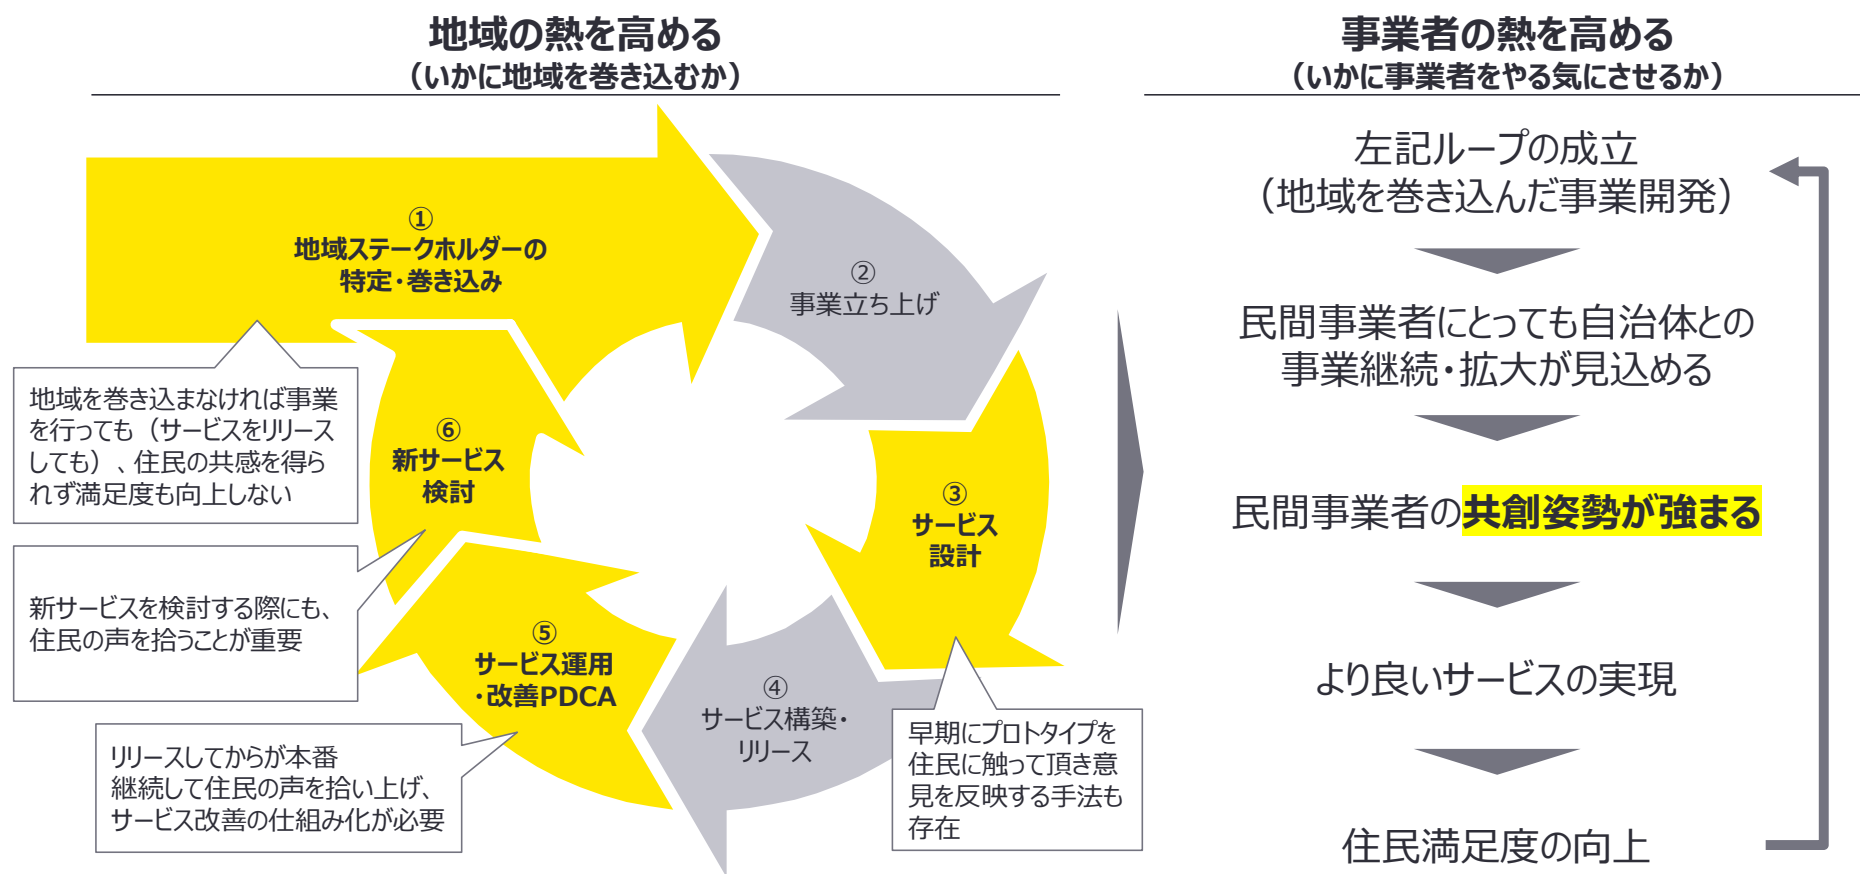 地域の熱を高める
（いかに地域を巻き込むか）
①
地域ステークホルダーの
特定・巻き込み
②
事業立ち上げ
③
サービス
設計
④
サービス構築・
リリース
⑤
サービス運用
・改善PDCA
⑥
新サービス
検討
地域を巻き込まなければ事業
を行っても（サービスをリリース
しても）、住民の共感を得ら
れず満足度も向上しない
新サービスを検討する際にも、
住民の声を拾うことが重要
リリースしてからが本番
継続して住民の声を拾い上げ、
サービス改善の仕組み化が必要
早期にプロトタイプを
住民に触って頂き意
見を反映する手法も
存在
事業者の熱を高める
（いかに事業者をやる気にさせるか）
左記ループの成立
（地域を巻き込んだ事業開発）
民間事業者にとっても自治体との
事業継続・拡大が見込める
民間事業者の共創姿勢が強まる
より良いサービスの実現
住民満足度の向上